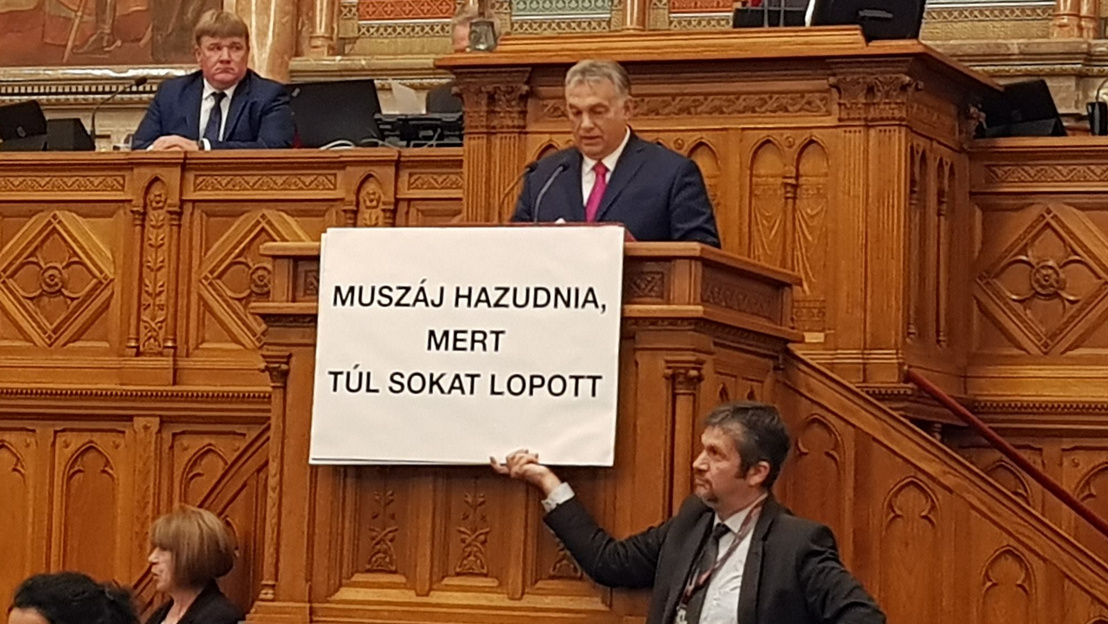 MUSZÁJ HAZUDNIA,
MERT
TÚL SOKAT LOPOTT